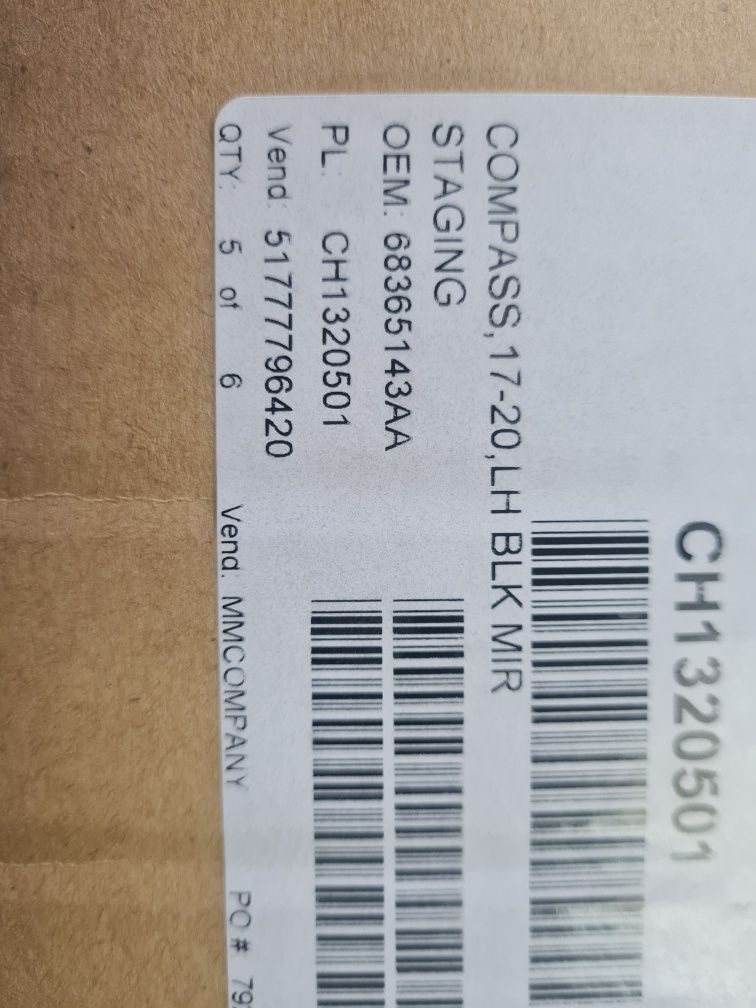 CH1320501
COMPASS,17-20,LH BLK MIR
STAGING
OEM: 68365143AA
PL: CH1320501
Vend: 51777796420
QTY: 5 of 6 Vend. MMCOMPANY PO # 79